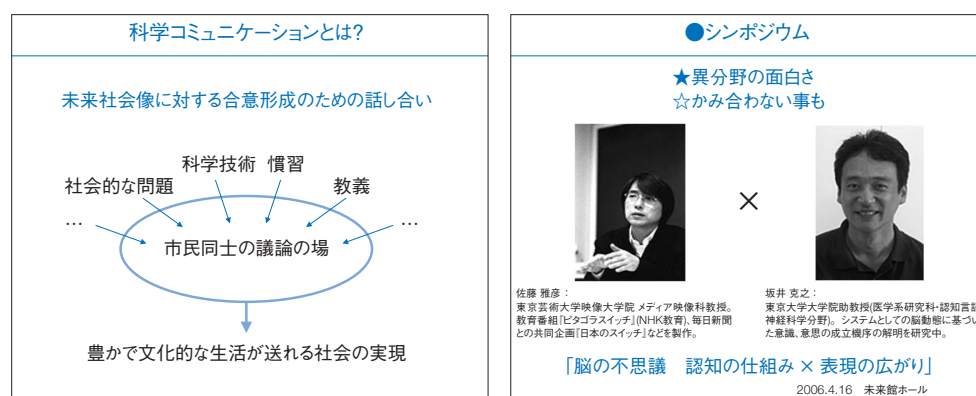 科学コミュニケーションとは?
未来社会像に対する合意形成のための話し合い
科学技術 慣習
社会的な問題
教義
…
…
市民同士の議論の場
豊かで文化的な生活が送れる社会の実現
●シンポジウム
★異分野の面白さ
☆かみ合わない事も
×
佐藤 雅彦：
東京芸術大学映像大学院 メディア映像科教授。
教育番組「ピタゴラスイッチ」(NHK教育)、毎日新聞
との共同企画「日本のスイッチ」などを製作。
坂井 克之：
東京大学大学院助教授(医学系研究科・認知言語
神経科学分野)。システムとしての脳動態に基づい
た意識、意思の成立機序の解明を研究中。
「脳の不思議　認知の仕組み × 表現の広がり」
2006.4.16　未来館ホール